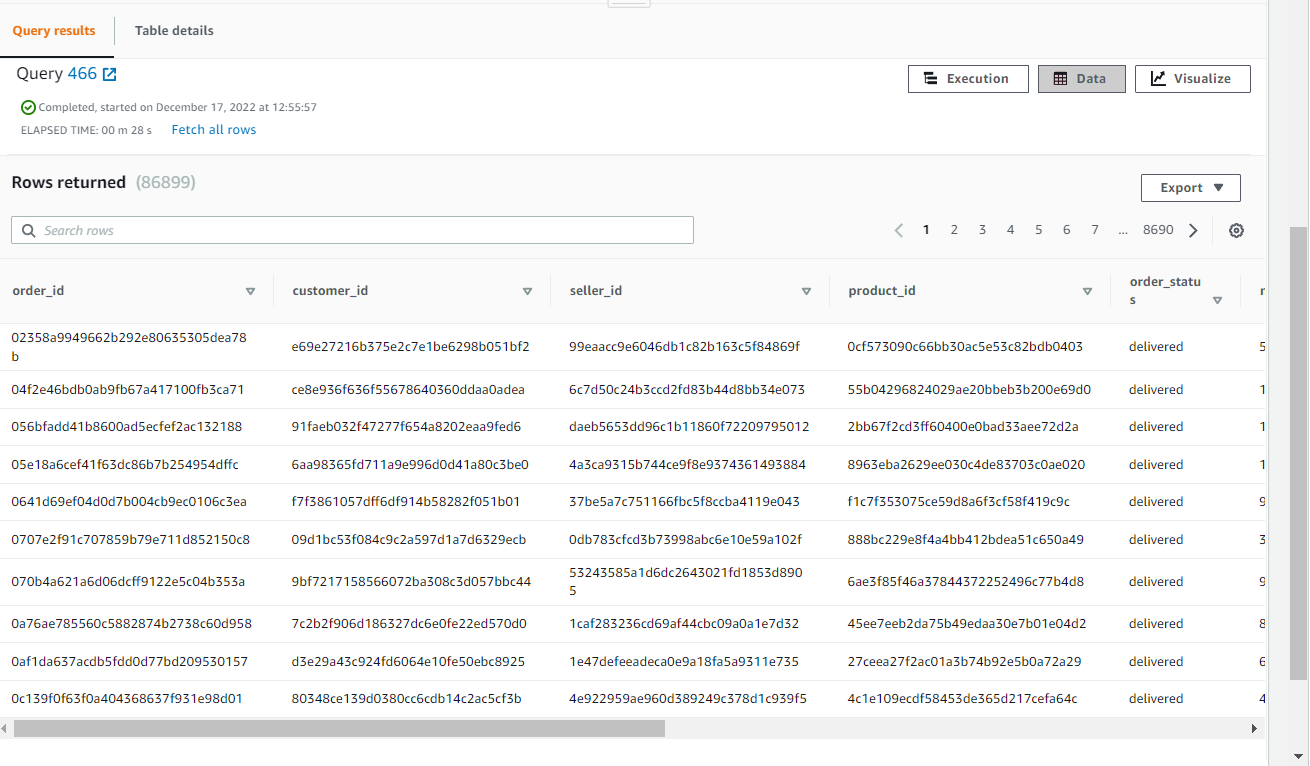 Query results Table details
Query 466
Execution Data Visualize
Completed, started on December 17, 2022 at 12:55:57
ELAPSED TIME: 00 m 28 s Fetch all rows
Rows returned (86899)
Export
Search rows
1 2 3 4 5 6 7 ... 8690
order_id customer_id seller_id product_id order_statu
s
02358a9949662b292e80635305dea78
b
e69e27216b375e2c7e1be6298b051bf2 99eaacc9e6046db1c82b163c5f84869f 0cf573090c66bb30ac5e53c82bdb0403 delivered 5
04f2e46bdb0ab9fb67a417100fb3ca71 ce8e936f636f55678640360ddaa0adea 6c7d50c24b3ccd2fd83b44d8bb34e073 55b04296824029ae20bbeb3b200e69d0 delivered 1
056bfadd41b8600ad5ecfef2ac132188 91faeb032f47277f654a8202eaa9fed6 daeb5653dd96c1b11860f72209795012 2bb67f2cd3ff60400e0bad33aee72d2a delivered 1
05e18a6cef41f63dc86b7b254954dffc 6aa98365fd711a9e996d0d41a80c3be0 4a3ca9315b744ce9f8e9374361493884 8963eba2629ee030c4de83703c0ae020 delivered 1
0641d69ef04d0d7b004cb9ec0106c3ea f7f3861057dff6df914b58282f051b01 37be5a7c751166fbc5f8ccba4119e043 f1c7f353075ce59d8a6f3cf58f419c9c delivered 9
0707e2f91c707859b79e711d852150c8 09d1bc53f084c9c2a597d1a7d6329ecb 0db783cfcd3b73998abc6e10e59a102f 888bc229e8f4a4bb412bdea51c650a49 delivered 3
070b4a621a6d06dcff9122e5c04b353a 9bf7217158566072ba308c3d057bbc44 53243585a1d6dc2643021fd1853d890
5
6ae3f85f46a37844372252496c77b4d8 delivered 9
0a76ae785560c5882874b2738c60d958 7c2b2f906d186327dc6e0fe22ed570d0 1caf283236cd69af44cbc09a0a1e7d32 45ee7eeb2da75b49edaa30e7b01e04d2 delivered 8
0af1da637acdb5fdd0d77bd209530157 d3e29a43c924fd6064e10fe50ebc8925 1e47defeeadeca0e9a18fa5a9311e735 27ceea27f2ac01a3b74b92e5b0a72a29 delivered 6
0c139f0f63f0a404368637f931e98d01 80348ce139d0380cc6cdb14c2ac5cf3b 4e922959ae960d389249c378d1c939f5 4c1e109ecdf58453de365d217cefa64c delivered 4